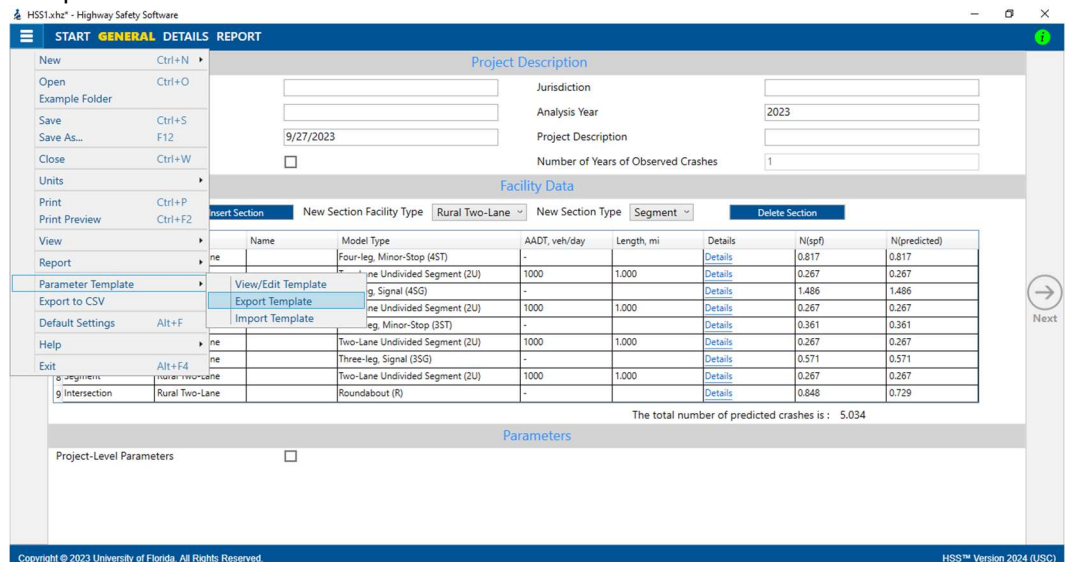 HSS1.xhz* - Highway Safety Software
START GENERAL DETAILS REPORT
New Ctrl+N
Open Ctrl+O
Example Folder
Save Ctrl+S
Save As... F12
Close Ctrl+W
Units
Print Ctrl+P
Print Preview Ctrl+F2
View
Report
Parameter Template
Export to CSV
Default Settings Alt+F
Help
Exit Alt+F4
View/Edit Template
Export Template
Import Template
Project Description
Jurisdiction
Analysis Year 2023
9/27/2023 Project Description
Number of Years of Observed Crashes 1
Facility Data
Insert Section New Section Facility Type Rural Two-Lane New Section Type Segment Delete Section
Name Model Type AADT, veh/day Length, mi Details N(spf) N(predicted)
ne Four-leg, Minor-Stop (4ST) - Details 0.817 0.817
ne Undivided Segment (2U) 1000 1.000 Details 0.267 0.267
g, Signal (4SG) - Details 1.486 1.486
ne Undivided Segment (2U) 1000 1.000 Details 0.267 0.267
eg, Minor-Stop (3ST) - Details 0.361 0.361
ne Two-Lane Undivided Segment (2U) 1000 1.000 Details 0.267 0.267
ne Three-leg, Signal (3SG) - Details 0.571 0.571
8 Segment Rural Two-Lane Two-Lane Undivided Segment (2U) 1000 1.000 Details 0.267 0.267
9 Intersection Rural Two-Lane Roundabout (R) - Details 0.848 0.729
The total number of predicted crashes is : 5.034
Parameters
Project-Level Parameters
Next
Copyright © 2023 University of Florida. All Rights Reserved. HSS™ Version 2024 (USC)